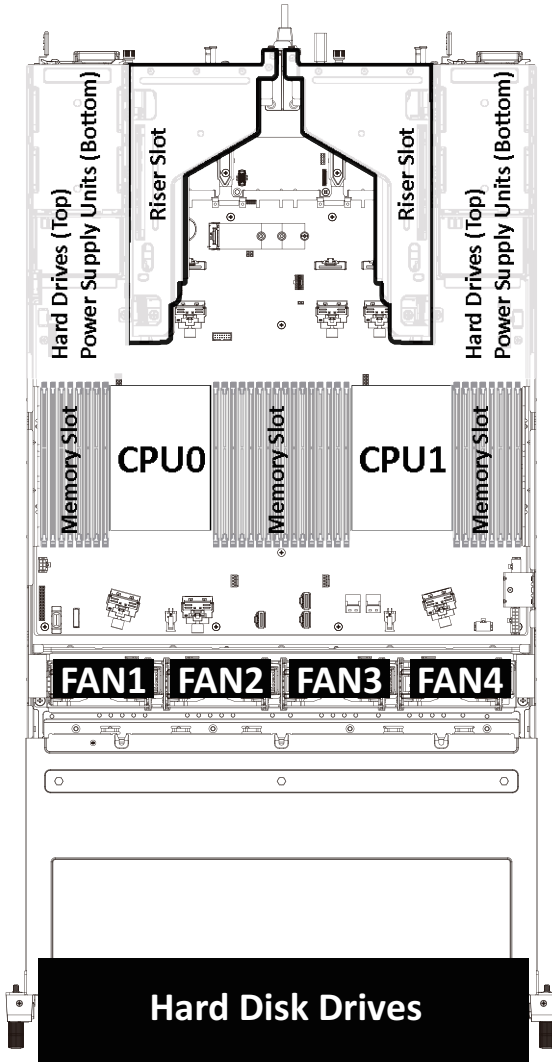 Hard Drives (Top)
Power Supply Units (Bottom)
Riser Slot
Riser Slot
Hard Drives (Top)
Power Supply Units (Bottom)
Memory Slot
CPU0
Memory Slot
CPU1
Memory Slot
FAN1
FAN2
FAN3
FAN4
Hard Disk Drives